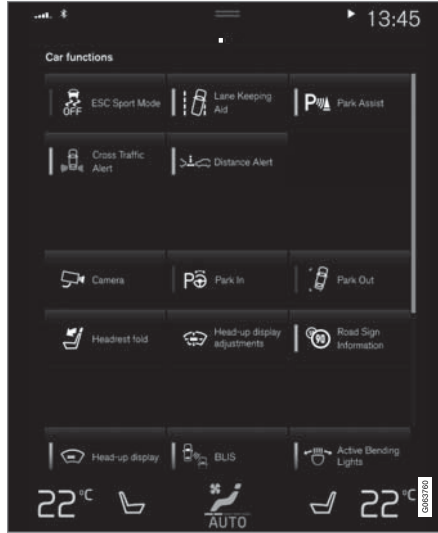 13:45
Car functions
OFF ESC Sport Mode
Lane Keeping
Aid
P Park Assist
Cross Traffic
Alert
Distance Alert
Camera
P Park In
Park Out
Headrest fold
Head-up display
adjustments
90 Road Sign
Information
Head-up display
BLIS
Active Bending
Lights
22°C
AUTO
22°C
G063760